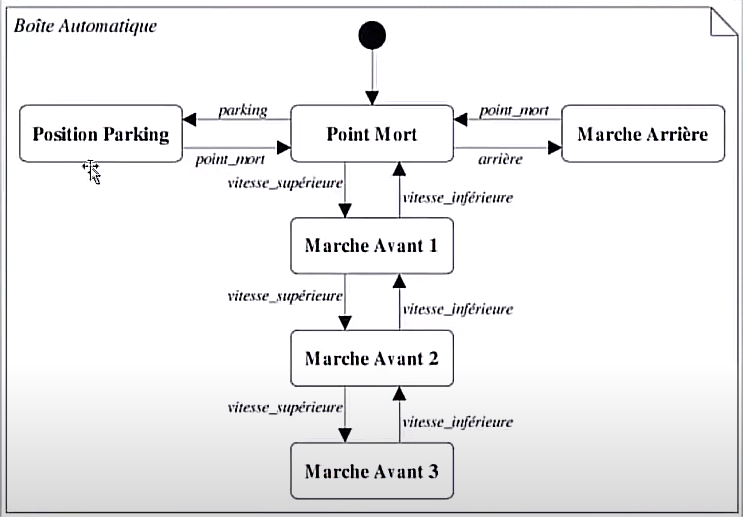 Boîte Automatique
parking
point_mort
Position Parking
Point Mort
Marche Arrière
point_mort
arrière
vitesse_supérieure
vitesse_inférieure
Marche Avant 1
vitesse_supérieure
vitesse_inférieure
Marche Avant 2
vitesse_supérieure
vitesse_inférieure
Marche Avant 3